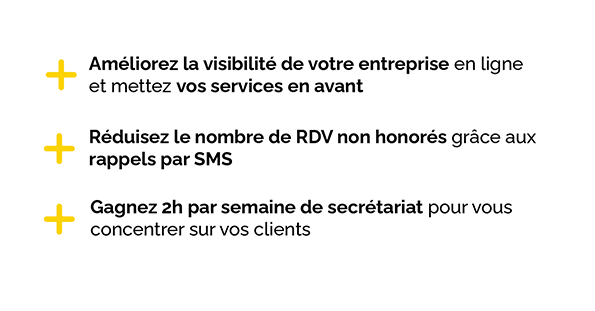 Améliorez la visibilité de votre entreprise en ligne
et mettez vos services en avant
Réduisez le nombre de RDV non honorés grâce aux
rappels par SMS
Gagnez 2h par semaine de secrétariat pour vous
concentrer sur vos clients